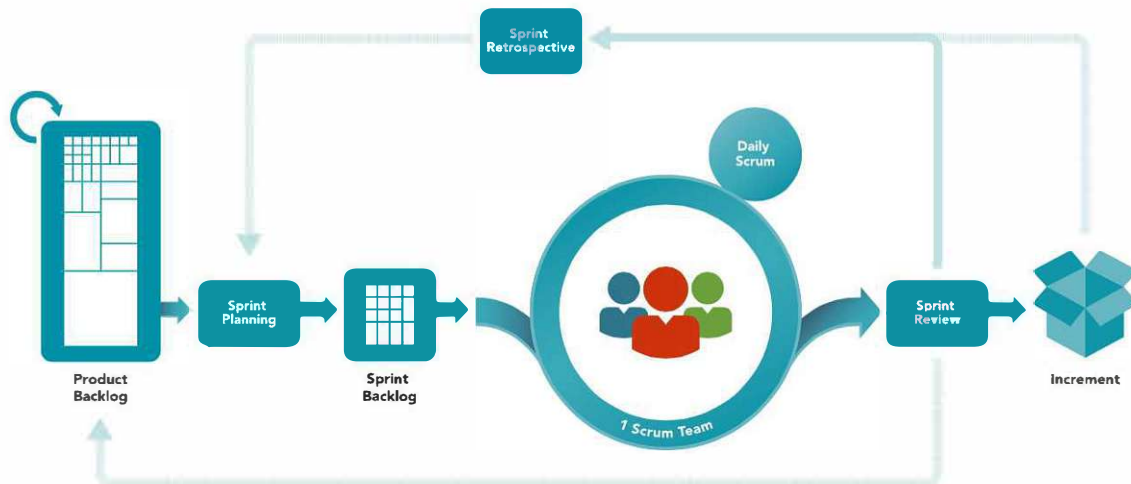 Sprint
Retrospective
Daily
Scrum
Sprint
Planning
Sprint
Review
Product
Backlog
Sprint
Backlog
1 Scrum Team
Increment